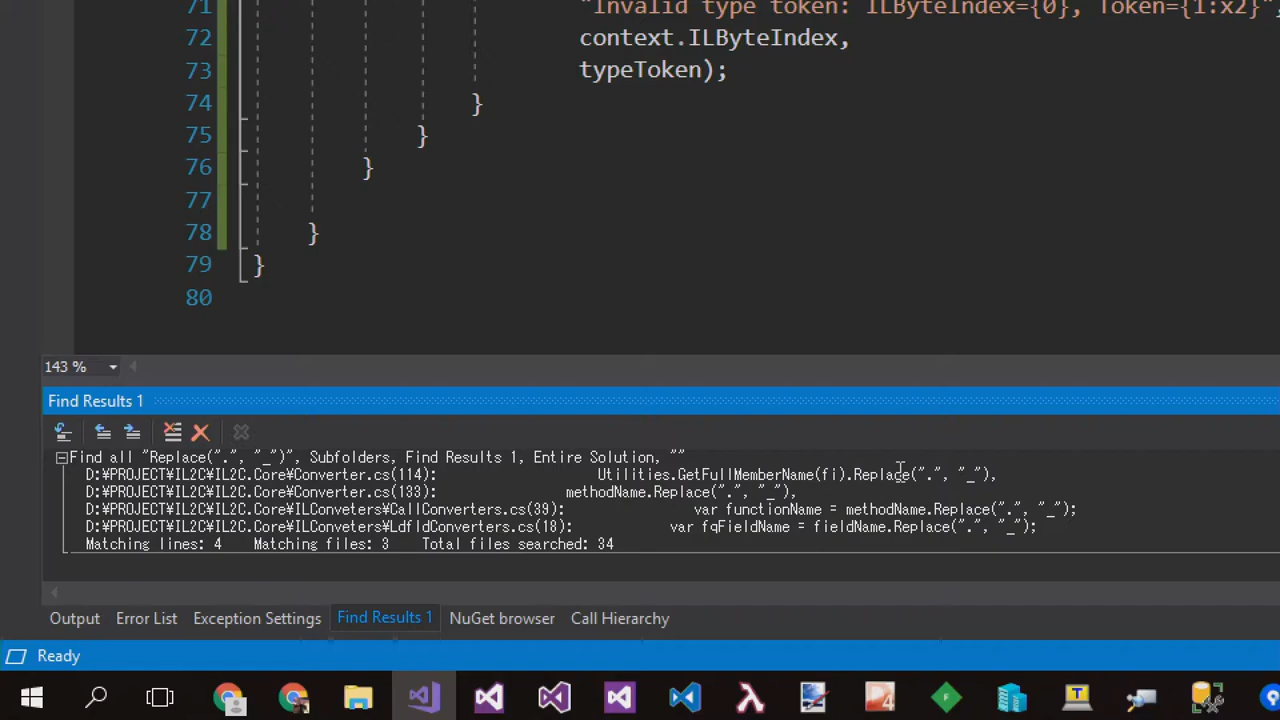 71 "Invalid type token: ILByteIndex={0}, Token={1:x2}",
72 context.ILByteIndex,
73 typeToken);
74 }
75 }
76 }
77
78 }
79 }
80
143 %
Find Results 1
Find all "Replace(".", "_")", Subfolders, Find Results 1, Entire Solution, ""
D:¥PROJECT¥IL2C¥IL2C.Core¥Converter.cs(114): Utilities.GetFullMemberName(fi).Replace(".", "_"),
D:¥PROJECT¥IL2C¥IL2C.Core¥Converter.cs(133): methodName.Replace(".", "_"),
D:¥PROJECT¥IL2C¥IL2C.Core¥ILConveters¥CallConverters.cs(39): var functionName = methodName.Replace(".", "_");
D:¥PROJECT¥IL2C¥IL2C.Core¥ILConveters¥LdfldConverters.cs(18): var fqFieldName = fieldName.Replace(".", "_");
Matching lines: 4 Matching files: 3 Total files searched: 34
Output Error List Exception Settings Find Results 1 NuGet browser Call Hierarchy
Ready